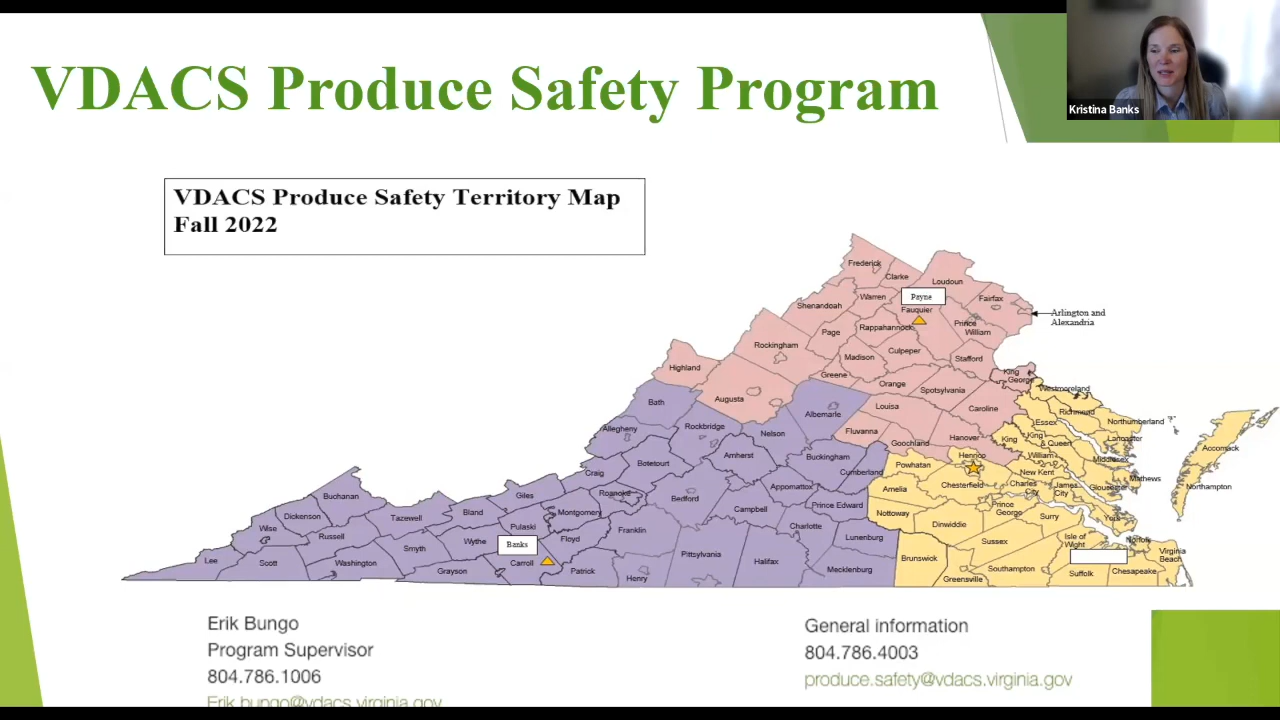 VDACS Produce Safety Program
Kristina Banks
VDACS Produce Safety Territory Map
Fall 2022
Frederick
Clarke
Loudoun
Warren
Payne
Fairfax
Shenandoah
Fauquier
Arlington and
Alexandria
Page
Rappahannock
Prince
William
Rockingham
Madison
Culpeper
Stafford
Highland
Greene
King
George
Orange
Spotsylvania
Westmoreland
Bath
Augusta
Albemarle
Louisa
Caroline
Richmond
Essex
Northumberland
Allegheny
Rockbridge
Nelson
Fluvanna
Goochland
Hanover
King
King
& Queen
Lancaster
William
Accomack
Amherst
Buckingham
Henrico
Middlesex
Botetourt
Powhatan
Craig
Cumberland
New Kent
Mathews
Chesterfield
Charles
City
James
City
Gloucester
Northampton
Buchanan
Giles
Roanoke
Bedford
Appomattox
Amelia
Prince
George
Dickenson
Tazewell
Bland
Montgomery
Campbell
Prince Edward
Nottoway
Surry
York
Wise
Russell
Pulaski
Franklin
Charlotte
Dinwiddie
Lee
Scott
Washington
Smyth
Wythe
Banks
Floyd
Lunenburg
Sussex
Isle of
Wight
Norfolk
Virginia
Beach
Grayson
Carroll
Patrick
Henry
Pittsylvania
Halifax
Mecklenburg
Brunswick
Greensville
Southampton
Suffolk
Chesapeake
Erik Bungo
Program Supervisor
804.786.1006
Erik.bungo@vdacs.virginia.gov
General information
804.786.4003
produce.safety@vdacs.virginia.gov